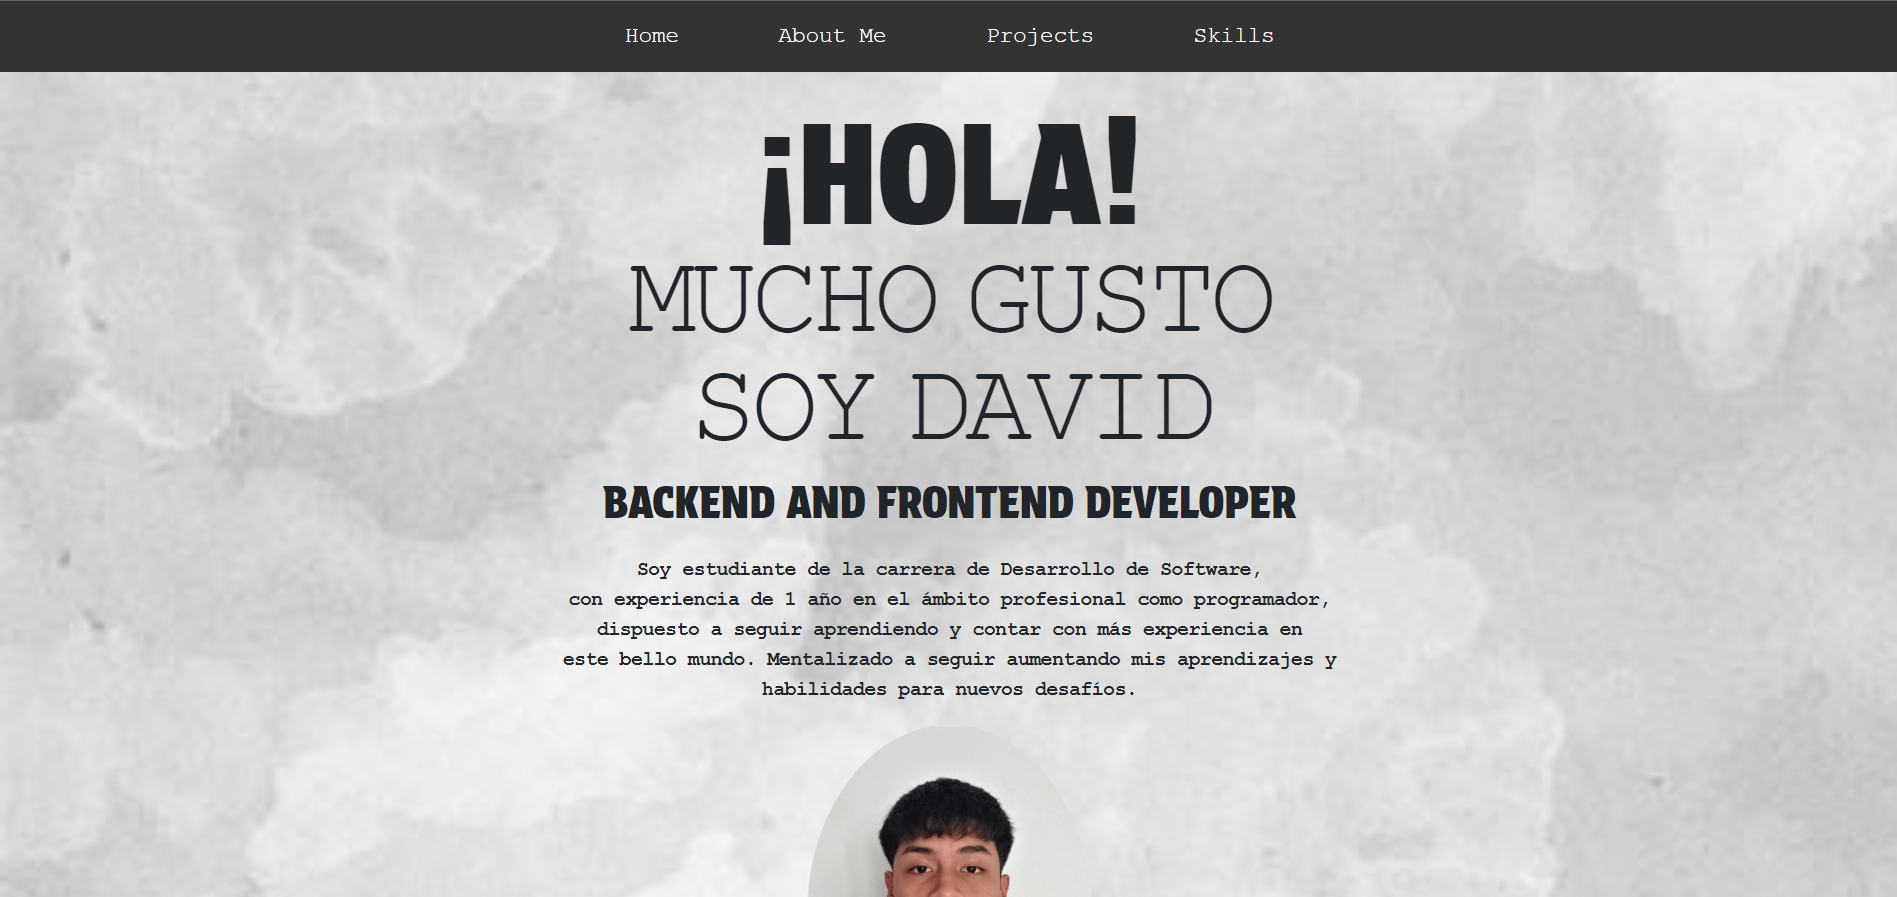 Home About Me Projects Skills
¡HOLA!
MUCHO GUSTO
SOY DAVID
BACKEND AND FRONTEND DEVELOPER
Soy estudiante de la carrera de Desarrollo de Software,
con experiencia de 1 año en el ámbito profesional como programador,
dispuesto a seguir aprendiendo y contar con más experiencia en
este bello mundo. Mentalizado a seguir aumentando mis aprendizajes y
habilidades para nuevos desafíos.